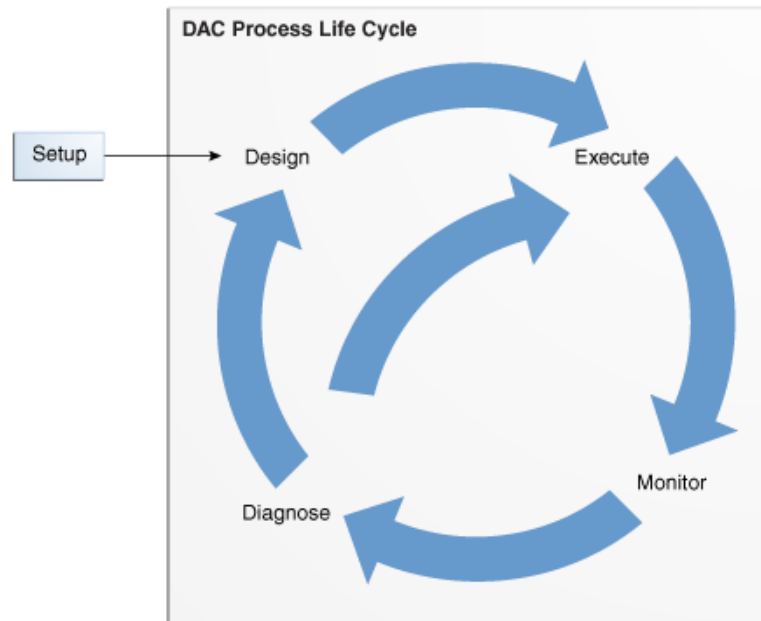 DAC Process Life Cycle
Setup
Design
Execute
Monitor
Diagnose